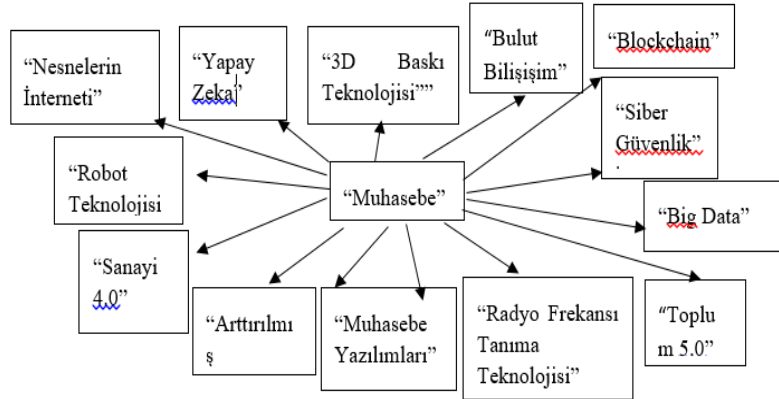 “Nesnelerin
İnterneti”
“Yapay
Zeka”
“3D Baskı
Teknolojisi””
“Bulut
Bilişişim”
“Blockchain”
“Siber
Güvenlik”
.
“Robot
Teknolojisi
“Muhasebe”
“Big Data”
“Sanayi
4.0”
“Arttırılmı
ş
“Muhasebe
Yazılımları”
“Radyo Frekansı
Tanıma
Teknolojisi”
“Toplu
m 5.0”